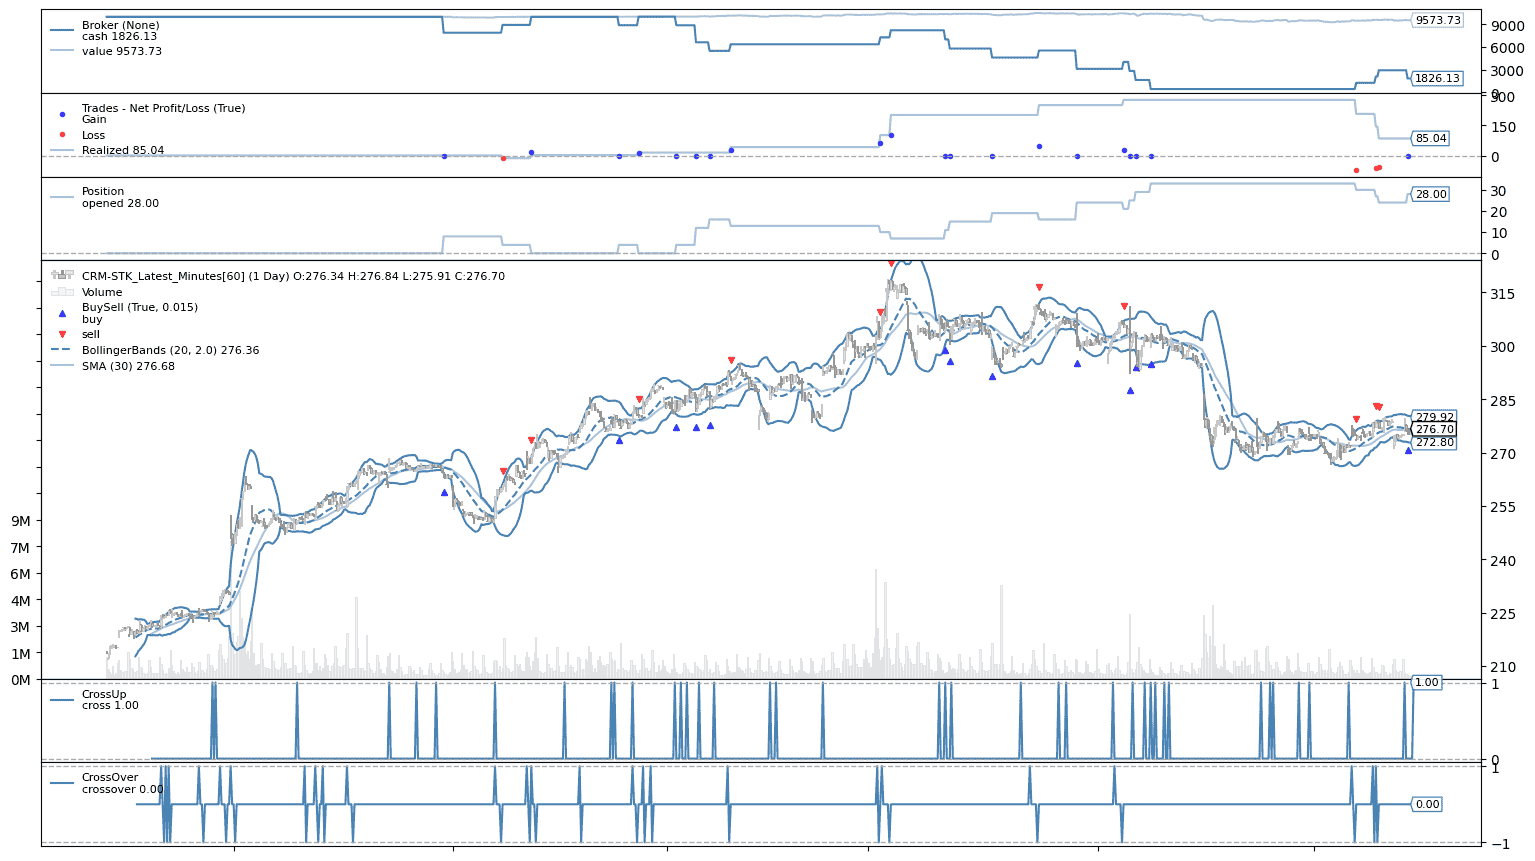 Broker (None)
cash 1826.13
value 9573.73
9573.73
1826.13
9000
6000
3000
0
Trades - Net Profit/Loss (True)
Gain
Loss
Realized 85.04
300
150
0
85.04
Position
opened 28.00
30
20
10
0
28.00
CRM-STK_Latest_Minutes[60] (1 Day) O:276.34 H:276.84 L:275.91 C:276.70
Volume
BuySell (True, 0.015)
buy
sell
BollingerBands (20, 2.0) 276.36
SMA (30) 276.68
315
300
285
270
255
240
225
210
279.92
276.70
272.80
9M
7M
6M
4M
3M
1M
0M
CrossUp
cross 1.00
1.00
1
0
CrossOver
crossover 0.00
1
0.00
−1